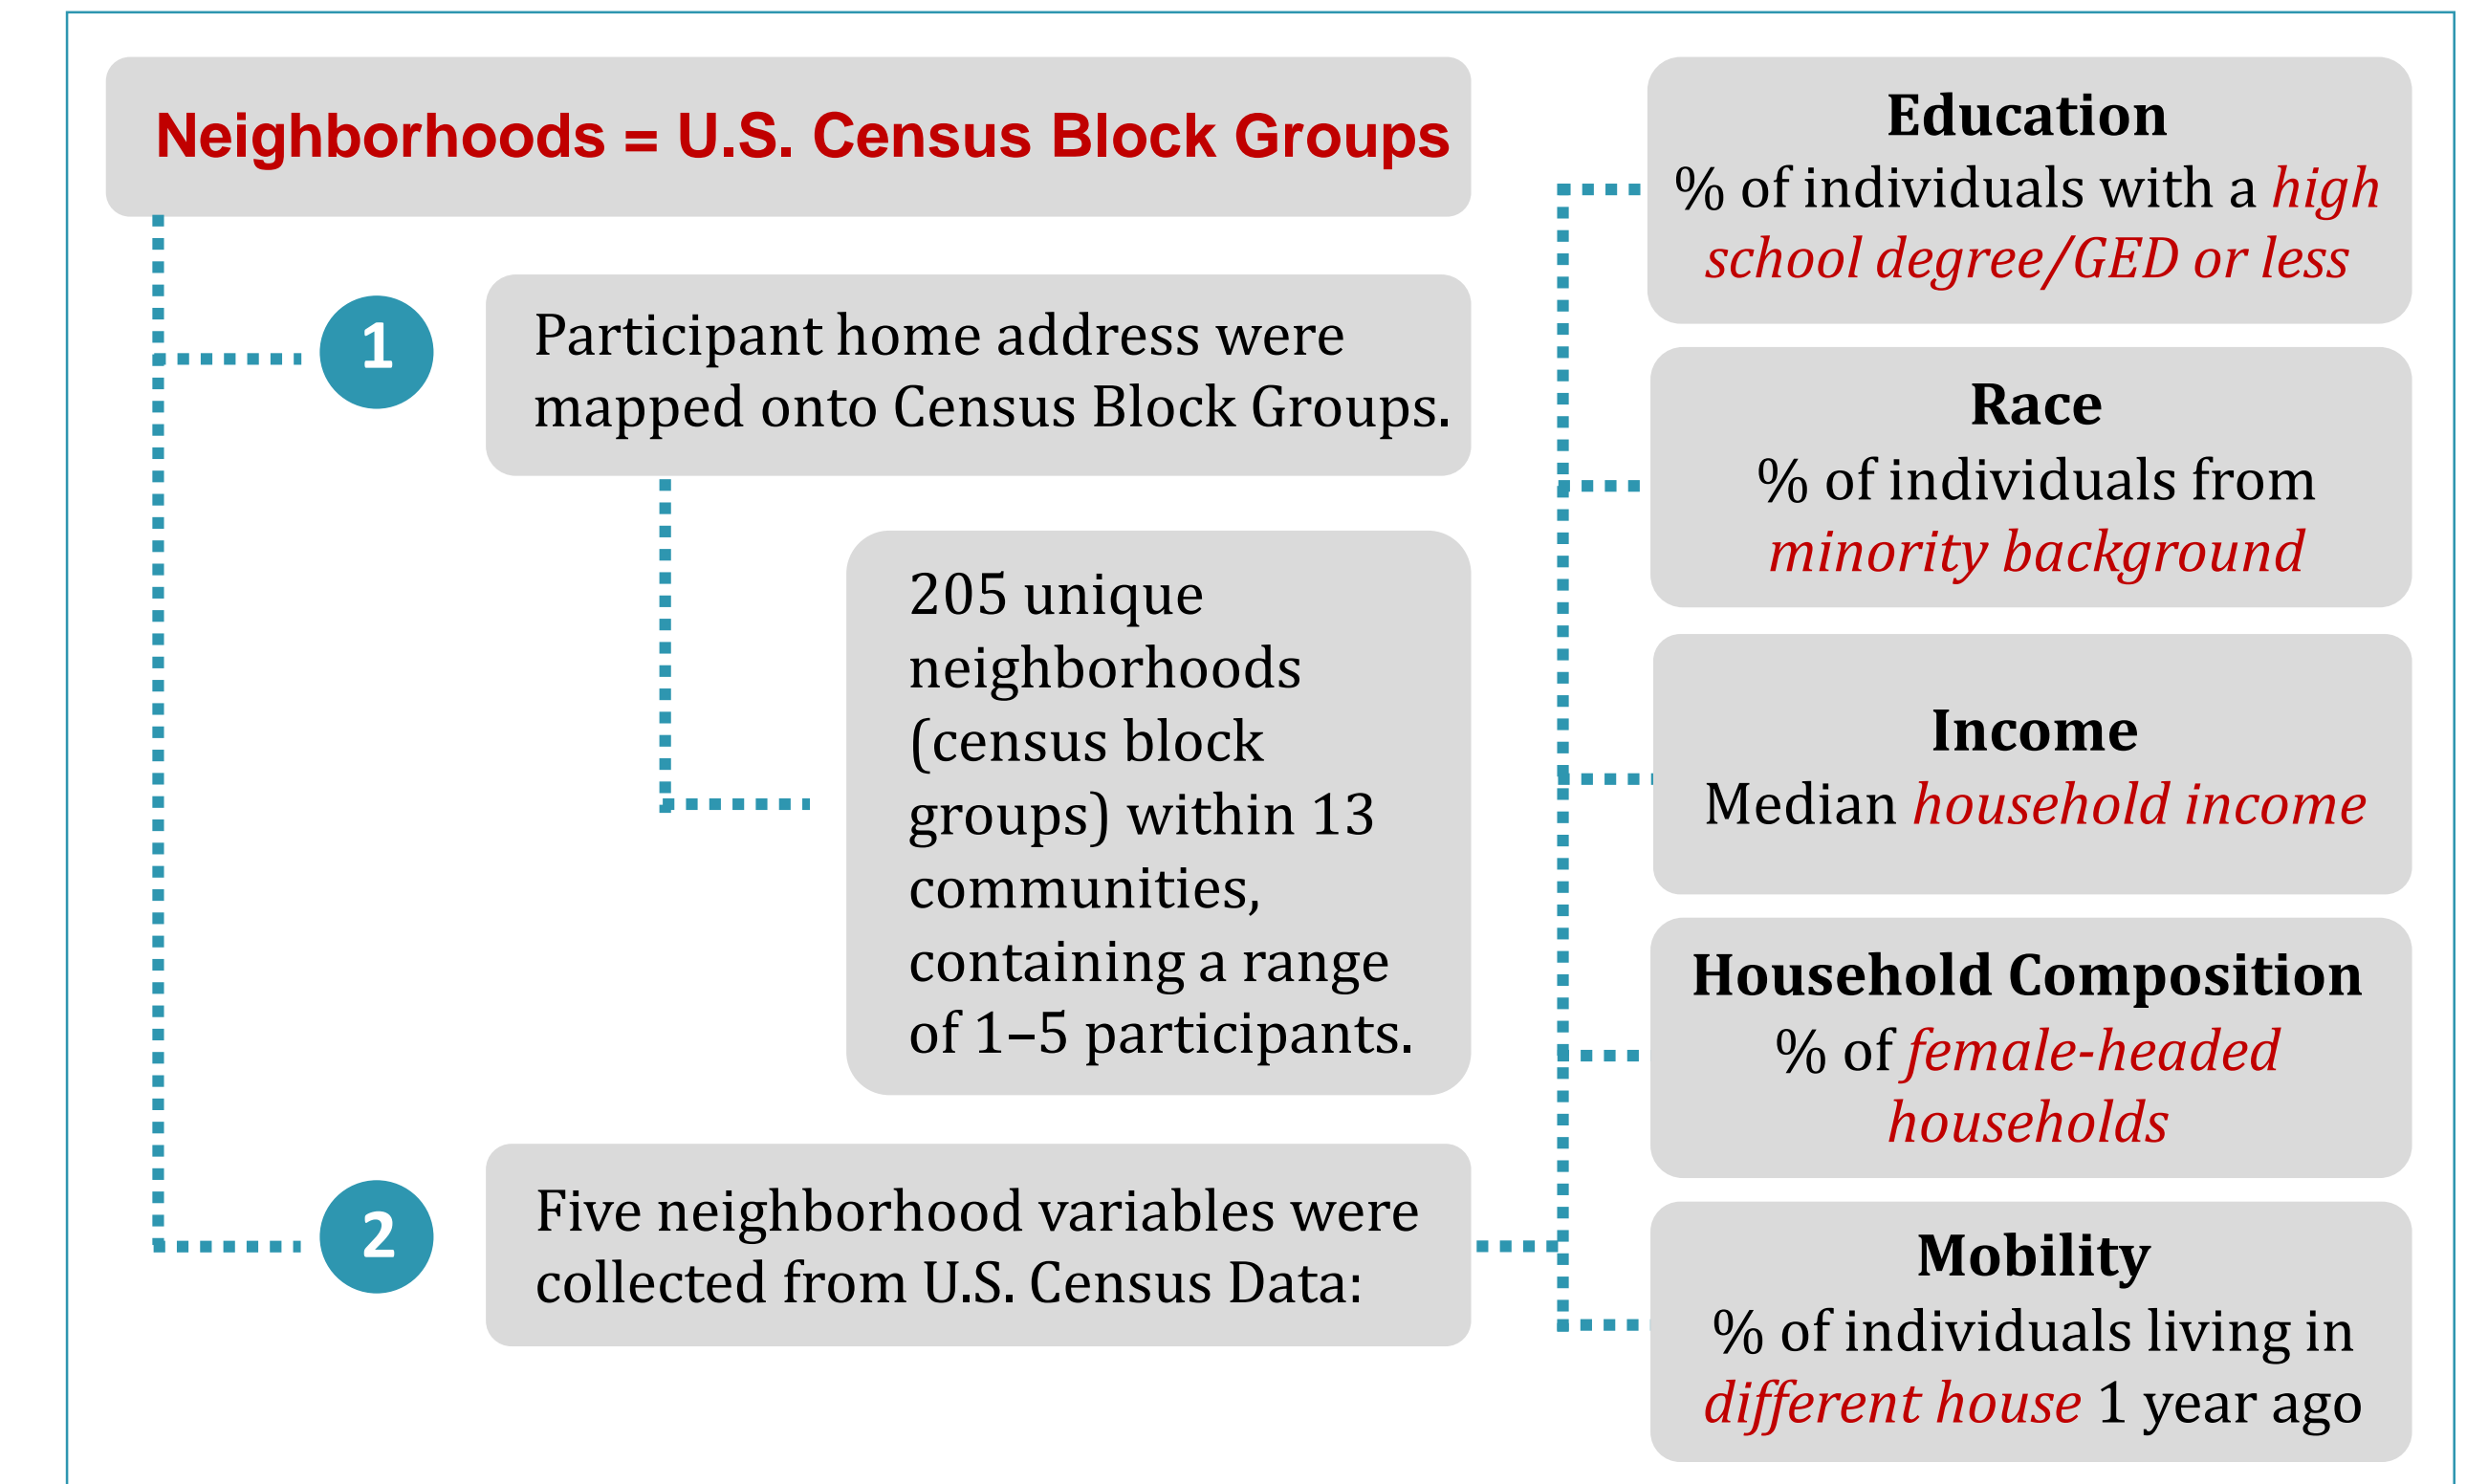 Neighborhoods = U.S. Census Block Groups
1
Participant home address were
mapped onto Census Block Groups.
205 unique
neighborhoods
(census block
groups) within 13
communities,
containing a range
of 1–5 participants.
2
Five neighborhood variables were
collected from U.S. Census Data:
Education
% of individuals with a high
school degree/GED or less
Race
% of individuals from
minority background
Income
Median household income
Household Composition
% of female-headed
households
Mobility
% of individuals living in
different house 1 year ago